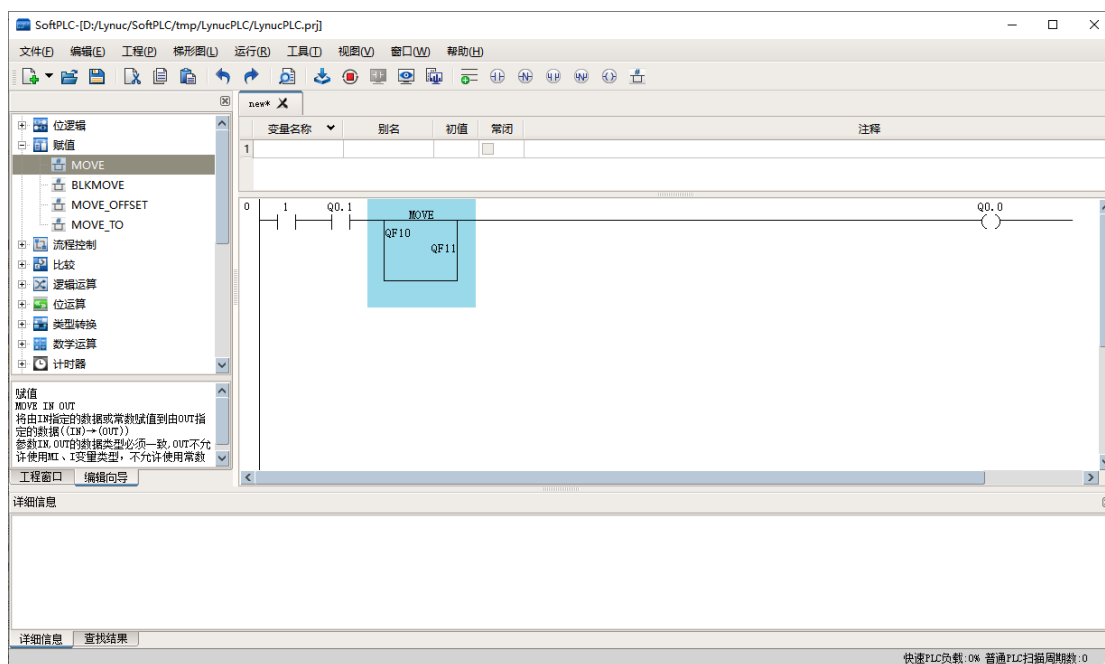 SoftPLC-[D:/Lynuc/SoftPLC/tmp/LynucPLC/LynucPLC.prj]
文件(F) 编辑(E) 工程(P) 梯形图(L) 运行(R) 工具(T) 视图(V) 窗口(W) 帮助(H)
new*
变量名称 别名 初值 常闭 注释
1
位逻辑
赋值
MOVE
BLKMOVE
MOVE_OFFSET
MOVE_TO
流程控制
比较
逻辑运算
位运算
类型转换
数学运算
计时器
0 1 Q0.1 MOVE Q0.0
QF10
QF11
赋值
MOVE IN OUT
将由IN指定的数据或常数赋值到由OUT指
定的数据((IN)→(OUT))
参数IN,OUT的数据类型必须一致,OUT不允
许使用MI、I变量类型, 不允许使用常数
工程窗口 编辑向导
详细信息
详细信息 查找结果
快速PLC负载:0% 普通PLC扫描周期数:0